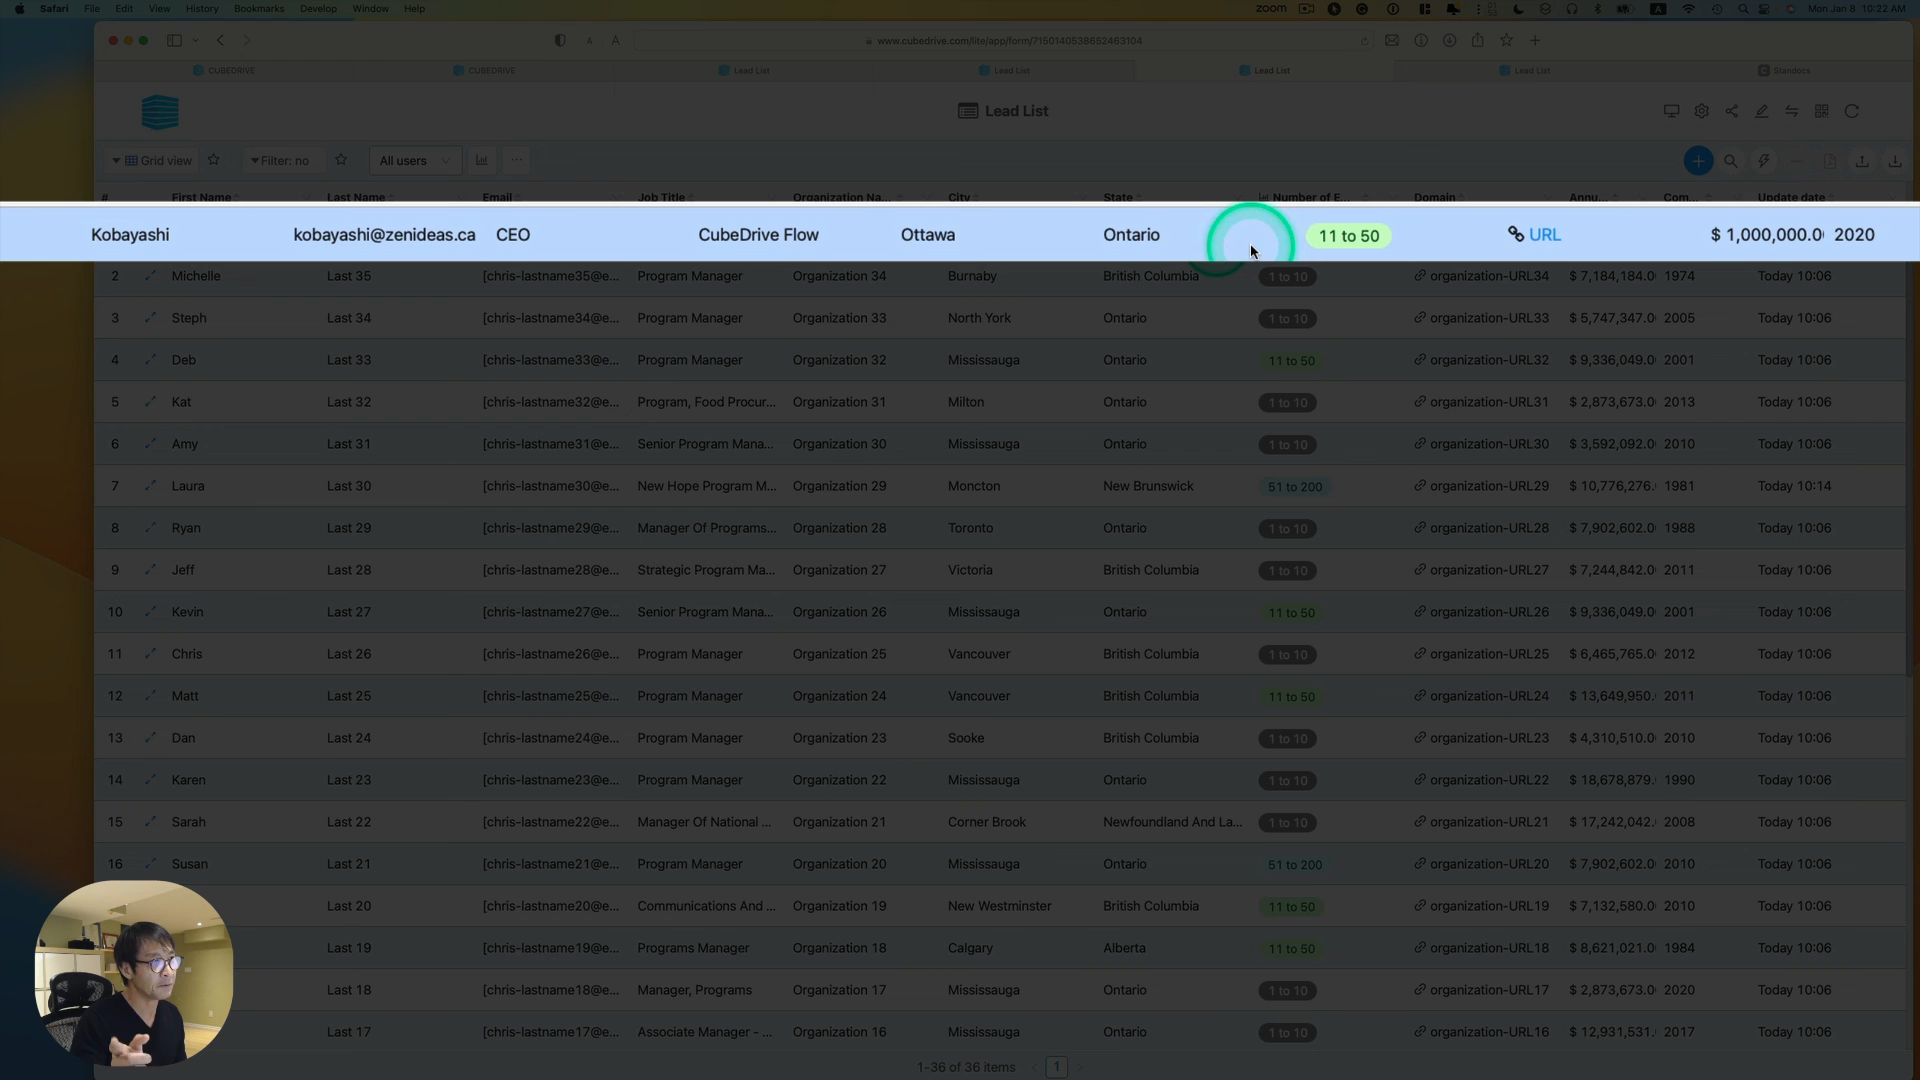 Safari File Edit View History Bookmarks Develop Window Help zoom A Mon Jan 8 10:22 AM
A A www.cubedrive.com/lite/app/form/7150140538652463104
CUBEDRIVE CUBEDRIVE Lead List Lead List Lead List Lead List C Standocs
Lead List
Grid view Filter: no All users
# First Name Last Name Email Job Title Organization Na... City State Number of E... Domain Annu... Com... Update date
Kobayashi kobayashi@zenideas.ca CEO CubeDrive Flow Ottawa Ontario 11 to 50 URL $ 1,000,000.0 2020
2 Michelle Last 35 [chris-lastname35@e... Program Manager Organization 34 Burnaby British Columbia 1 to 10 organization-URL34 $ 7,184,184.0 1974 Today 10:06
3 Steph Last 34 [chris-lastname34@e... Program Manager Organization 33 North York Ontario 1 to 10 organization-URL33 $ 5,747,347.0 2005 Today 10:06
4 Deb Last 33 [chris-lastname33@e... Program Manager Organization 32 Mississauga Ontario 11 to 50 organization-URL32 $ 9,336,049.0 2001 Today 10:06
5 Kat Last 32 [chris-lastname32@e... Program, Food Procur... Organization 31 Milton Ontario 1 to 10 organization-URL31 $ 2,873,673.0 2013 Today 10:06
6 Amy Last 31 [chris-lastname31@e... Senior Program Mana... Organization 30 Mississauga Ontario 1 to 10 organization-URL30 $ 3,592,092.0 2010 Today 10:06
7 Laura Last 30 [chris-lastname30@e... New Hope Program M... Organization 29 Moncton New Brunswick 51 to 200 organization-URL29 $ 10,776,276. 1981 Today 10:14
8 Ryan Last 29 [chris-lastname29@e... Manager Of Programs... Organization 28 Toronto Ontario 1 to 10 organization-URL28 $ 7,902,602.0 1988 Today 10:06
9 Jeff Last 28 [chris-lastname28@e... Strategic Program Ma... Organization 27 Victoria British Columbia 1 to 10 organization-URL27 $ 7,244,842.0 2011 Today 10:06
10 Kevin Last 27 [chris-lastname27@e... Senior Program Mana... Organization 26 Mississauga Ontario 11 to 50 organization-URL26 $ 9,336,049.0 2001 Today 10:06
11 Chris Last 26 [chris-lastname26@e... Program Manager Organization 25 Vancouver British Columbia 1 to 10 organization-URL25 $ 6,465,765.0 2012 Today 10:06
12 Matt Last 25 [chris-lastname25@e... Program Manager Organization 24 Vancouver British Columbia 11 to 50 organization-URL24 $ 13,649,950. 2011 Today 10:06
13 Dan Last 24 [chris-lastname24@e... Program Manager Organization 23 Sooke British Columbia 1 to 10 organization-URL23 $ 4,310,510.0 2010 Today 10:06
14 Karen Last 23 [chris-lastname23@e... Program Manager Organization 22 Mississauga Ontario 1 to 10 organization-URL22 $ 18,678,879. 1990 Today 10:06
15 Sarah Last 22 [chris-lastname22@e... Manager Of National ... Organization 21 Corner Brook Newfoundland And La... 1 to 10 organization-URL21 $ 17,242,042. 2008 Today 10:06
16 Susan Last 21 [chris-lastname21@e... Program Manager Organization 20 Mississauga Ontario 51 to 200 organization-URL20 $ 7,902,602.0 2010 Today 10:06
Last 20 [chris-lastname20@e... Communications And ... Organization 19 New Westminster British Columbia 11 to 50 organization-URL19 $ 7,132,580.0 2010 Today 10:06
Last 19 [chris-lastname19@e... Programs Manager Organization 18 Calgary Alberta 11 to 50 organization-URL18 $ 8,621,021.0 1984 Today 10:06
Last 18 [chris-lastname18@e... Manager, Programs Organization 17 Mississauga Ontario 1 to 10 organization-URL17 $ 2,873,673.0 2020 Today 10:06
Last 17 [chris-lastname17@e... Associate Manager - ... Organization 16 Mississauga Ontario 1 to 10 organization-URL16 $ 12,931,531. 2017 Today 10:06
1-36 of 36 items 1